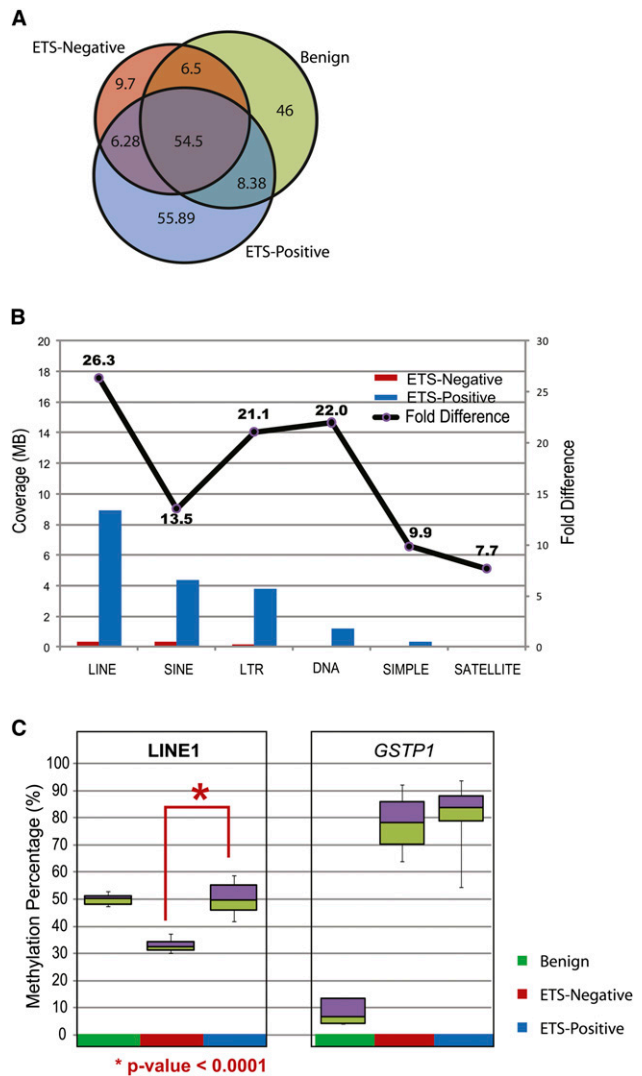 A
ETS-Negative
Benign
9.7
6.5
46
6.28
54.5
8.38
55.89
ETS-Positive
B
20
18
16
14
12
10
8
6
4
2
0
Coverage (MB)
26.3
13.5
21.1
22.0
9.9
7.7
ETS-Negative
ETS-Positive
Fold Difference
30
25
20
15
10
5
0
Fold Difference
LINE
SINE
LTR
DNA
SIMPLE
SATELLITE
C
LINE1
GSTP1
100
90
80
70
60
50
40
30
20
10
0
Methylation Percentage (%)
*
* p-value < 0.0001
Benign
ETS-Negative
ETS-Positive